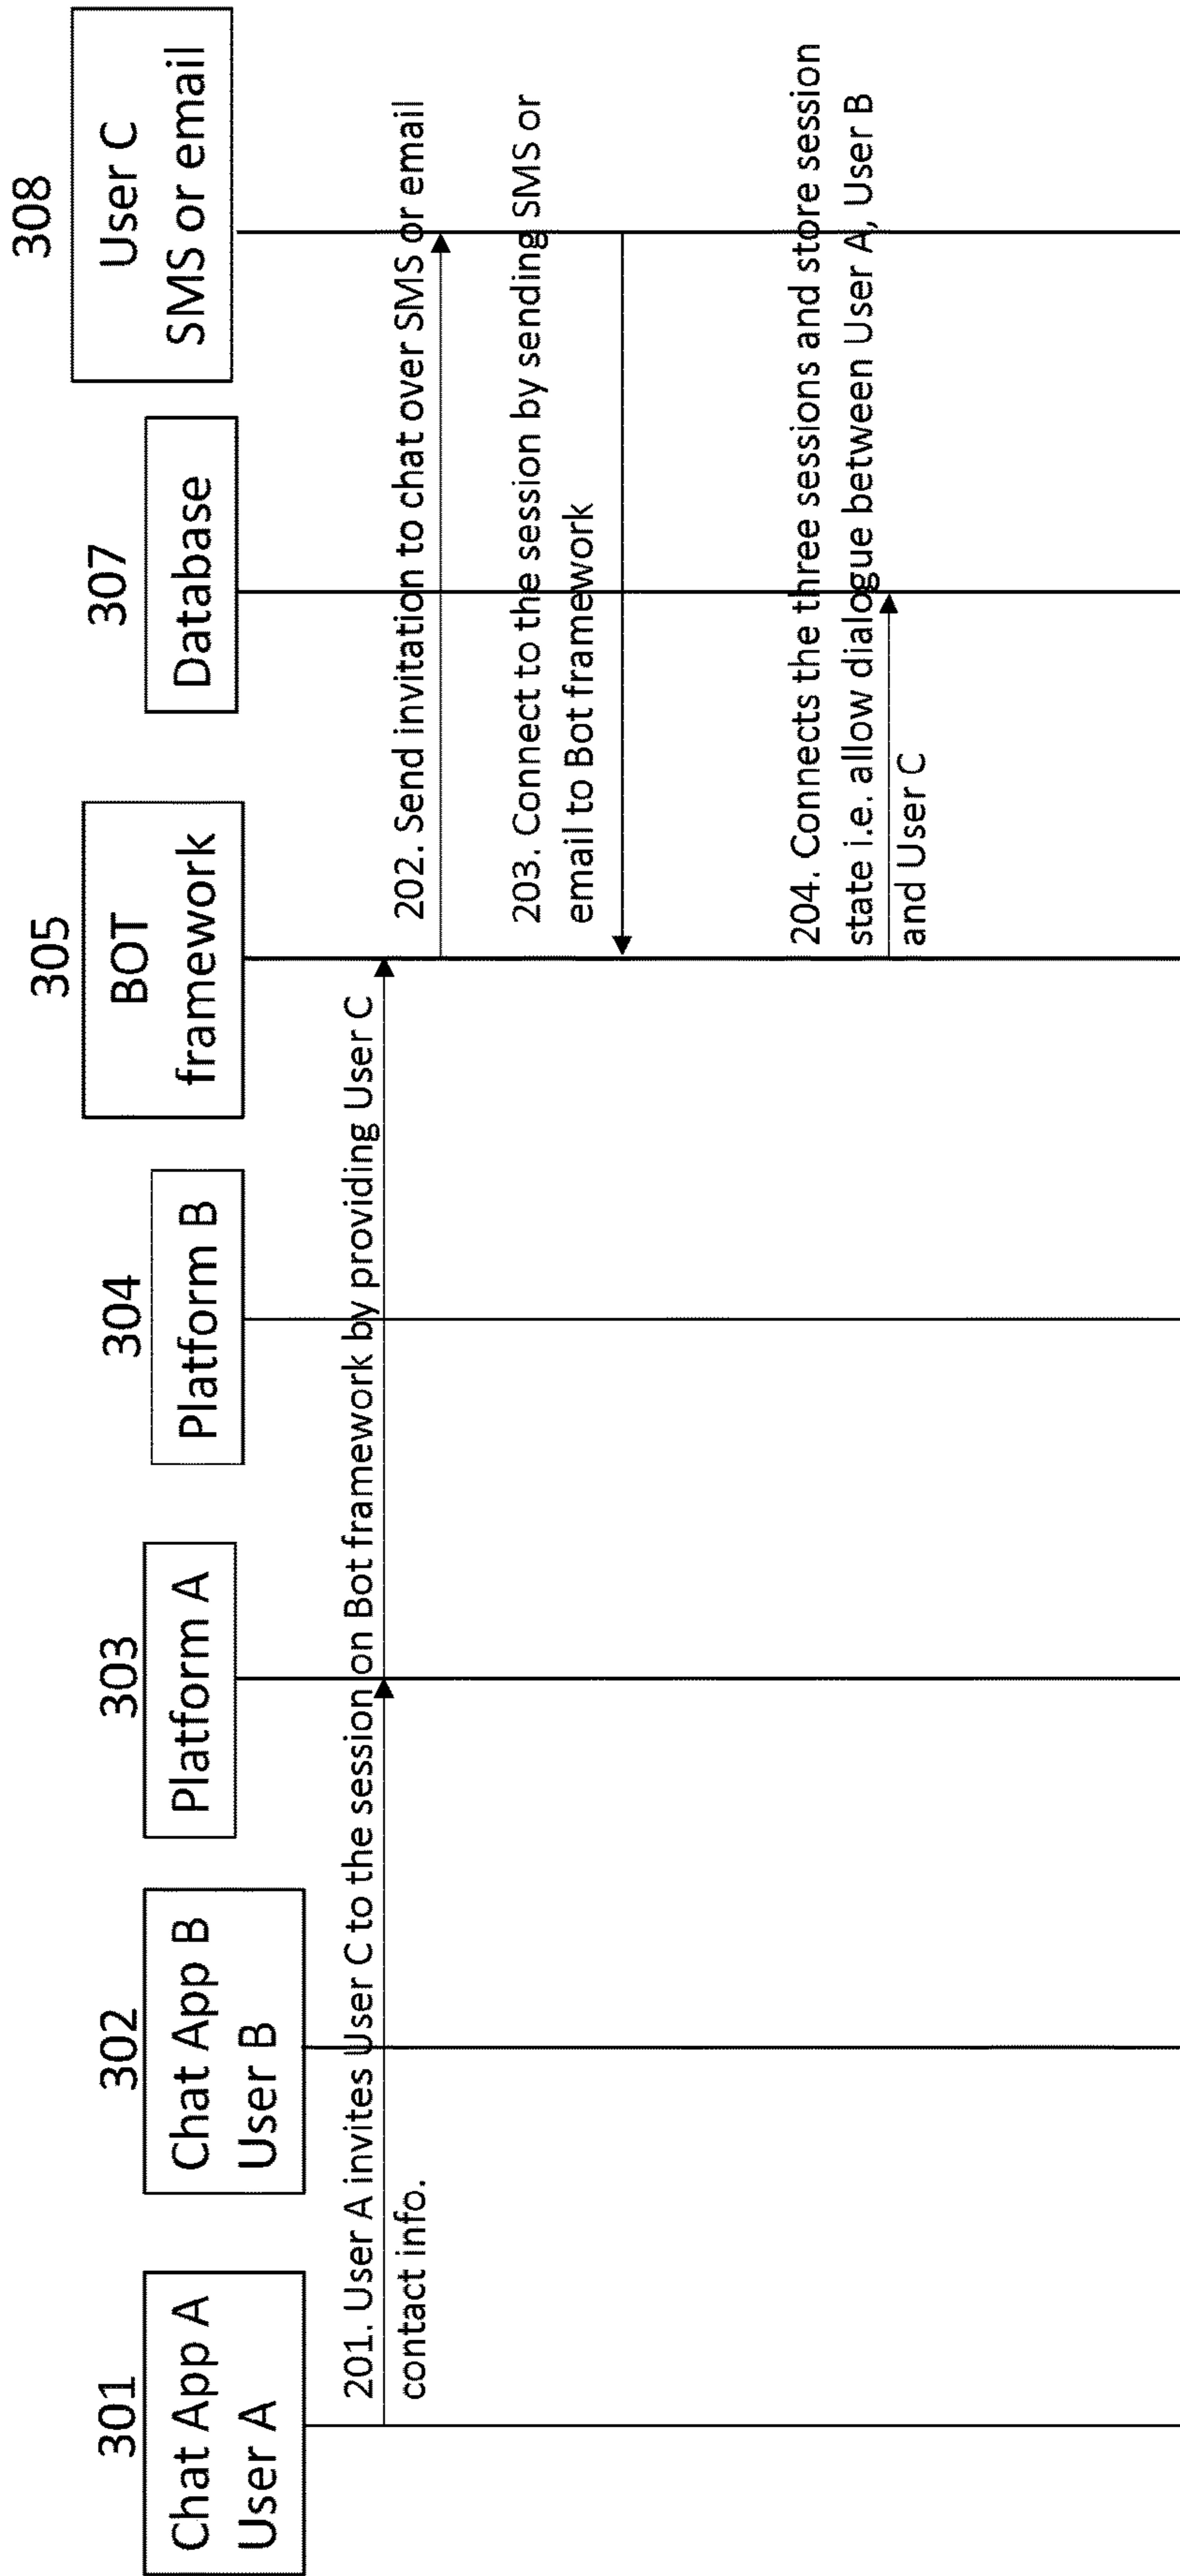 301
Chat App A
User A
302
Chat App B
User B
303
Platform A
304
Platform B
305
BOT
framework
307
Database
308
User C
SMS or email
201. User A invites User C to the session on Bot framework by providing User C
contact info.
202. Send invitation to chat over SMS or email
203. Connect to the session by sending SMS or
email to Bot framework
204. Connects the three sessions and store session
state i.e. allow dialogue between User A, User B
and User C